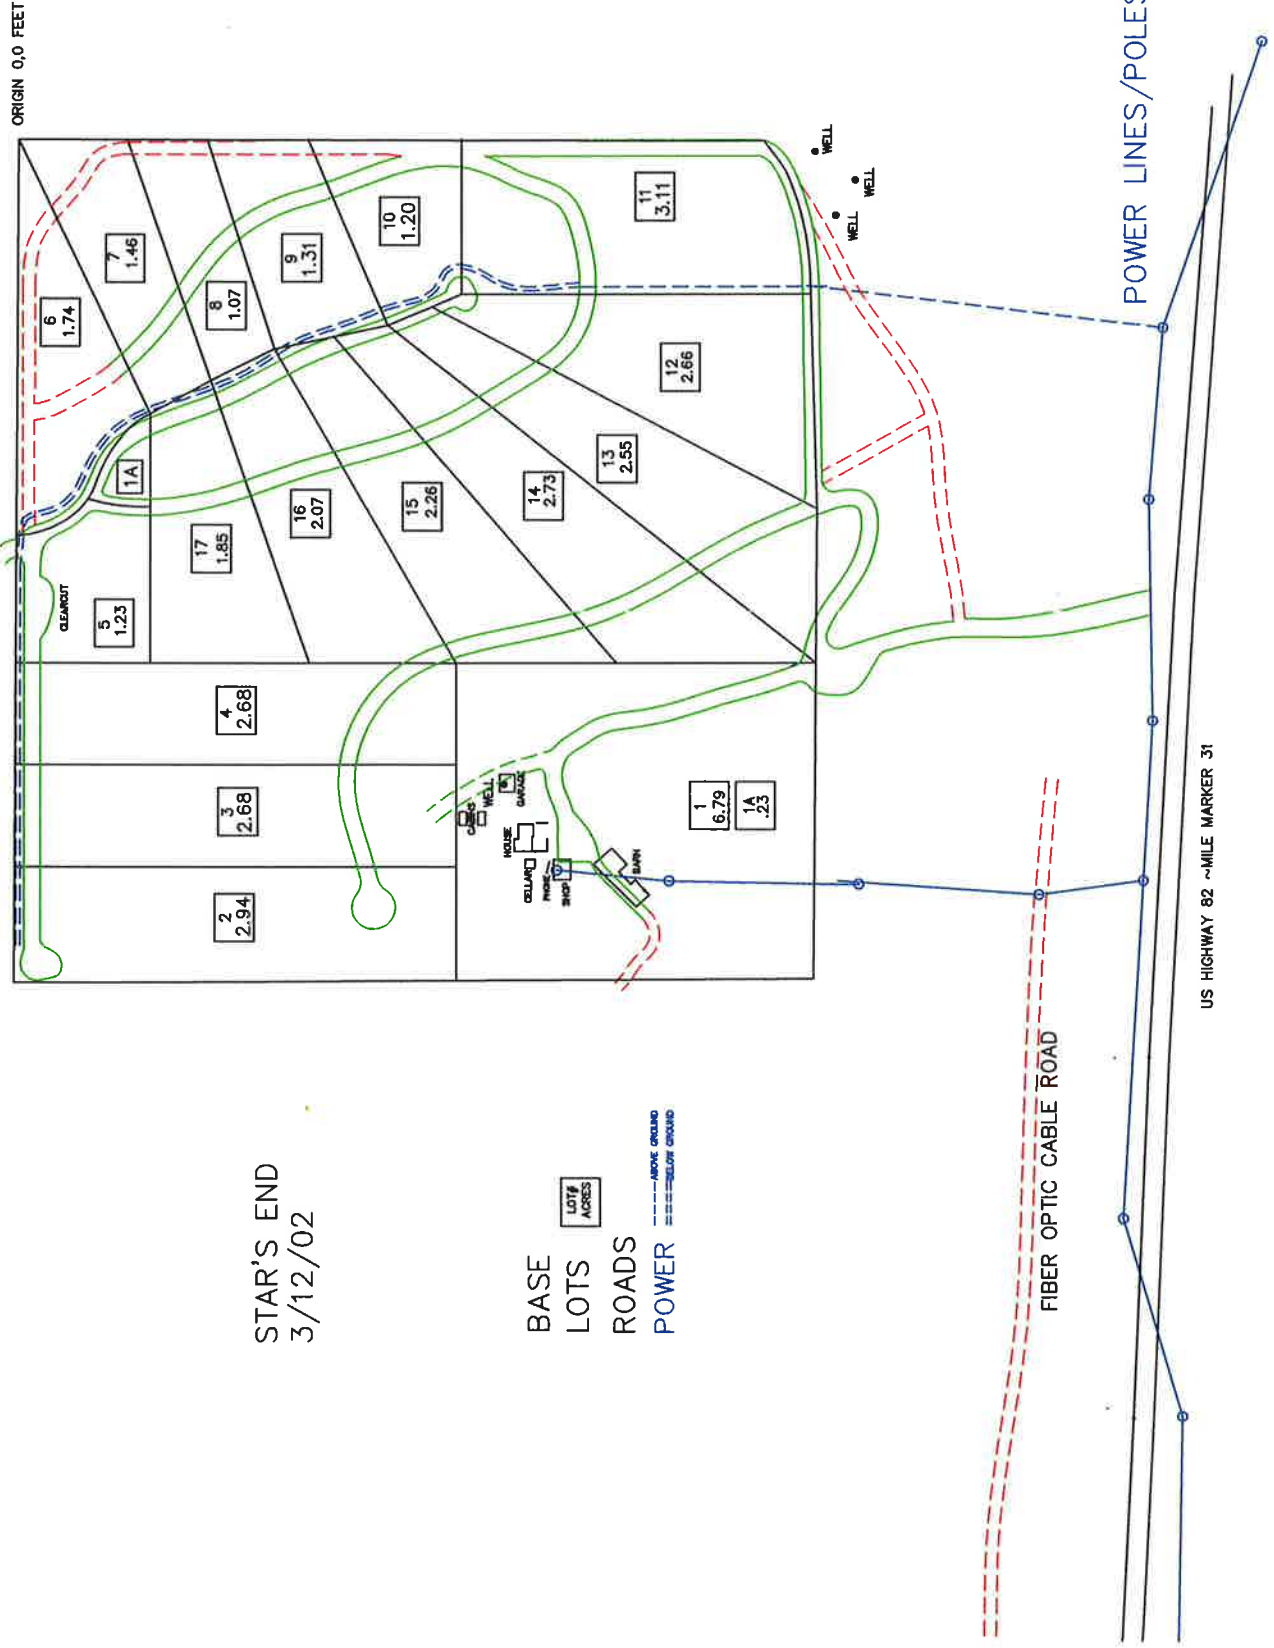 ORIGIN 0,0 FEET
STAR'S END
3/12/02
BASE
LOTS
LOT#
ACRES
ROADS
POWER
ABOVE GROUND
BELOW GROUND
CLEARCUT
6
1.74
7
1.46
8
1.07
9
1.31
10
1.20
11
3.11
1A
5
1.23
17
1.85
16
2.07
15
2.26
14
2.73
13
2.55
12
2.66
4
2.68
3
2.68
2
2.94
1
6.79
1A
.23
CABINS
WELL
GARAGE
HOUSE
CELLAR
PHONE
SHOP
BARN
WELL
WELL
WELL
POWER LINES/POLES
FIBER OPTIC CABLE ROAD
US HIGHWAY 82 ~MILE MARKER 31